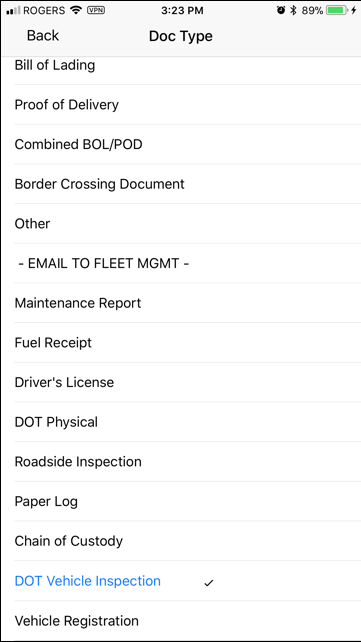 ROGERS VPN 3:23 PM 89%
Back Doc Type
Bill of Lading
Proof of Delivery
Combined BOL/POD
Border Crossing Document
Other
- EMAIL TO FLEET MGMT -
Maintenance Report
Fuel Receipt
Driver's License
DOT Physical
Roadside Inspection
Paper Log
Chain of Custody
DOT Vehicle Inspection
Vehicle Registration